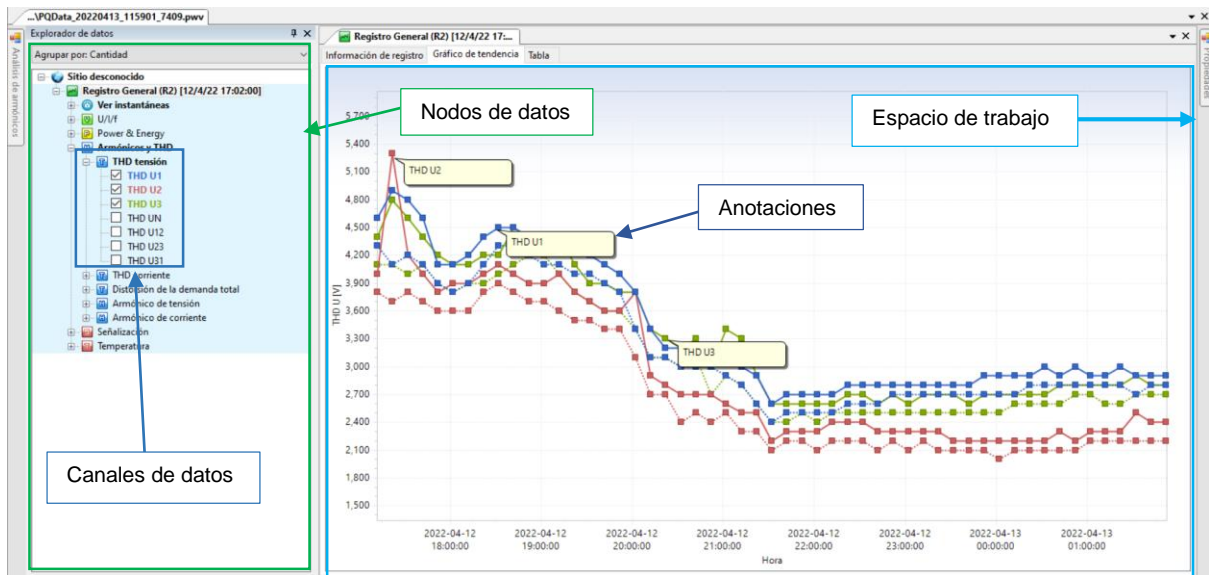 ...\PQData_20220413_115901_7409.pwv
Análisis de armónicos
Explorador de datos
Agrupar por: Cantidad
Sitio desconocido
Registro General (R2) [12/4/22 17:02:00]
Ver instantáneas
U/I/f
Power & Energy
Armónicos y THD
THD tensión
THD U1
THD U2
THD U3
THD UN
THD U12
THD U23
THD U31
THD corriente
Distorsión de la demanda total
Armónico de tensión
Armónico de corriente
Señalización
Temperatura
Nodos de datos
Canales de datos
Registro General (R2) [12/4/22 17:...
Información de registro Gráfico de tendencia Tabla
Espacio de trabajo
Anotaciones
THD U2
THD U1
THD U3
THD U [V]
5,700
5,400
5,100
4,800
4,500
4,200
3,900
3,600
3,300
3,000
2,700
2,400
2,100
1,800
1,500
2022-04-12 18:00:00
2022-04-12 19:00:00
2022-04-12 20:00:00
2022-04-12 21:00:00
2022-04-12 22:00:00
2022-04-12 23:00:00
2022-04-13 00:00:00
2022-04-13 01:00:00
Hora
Propiedades